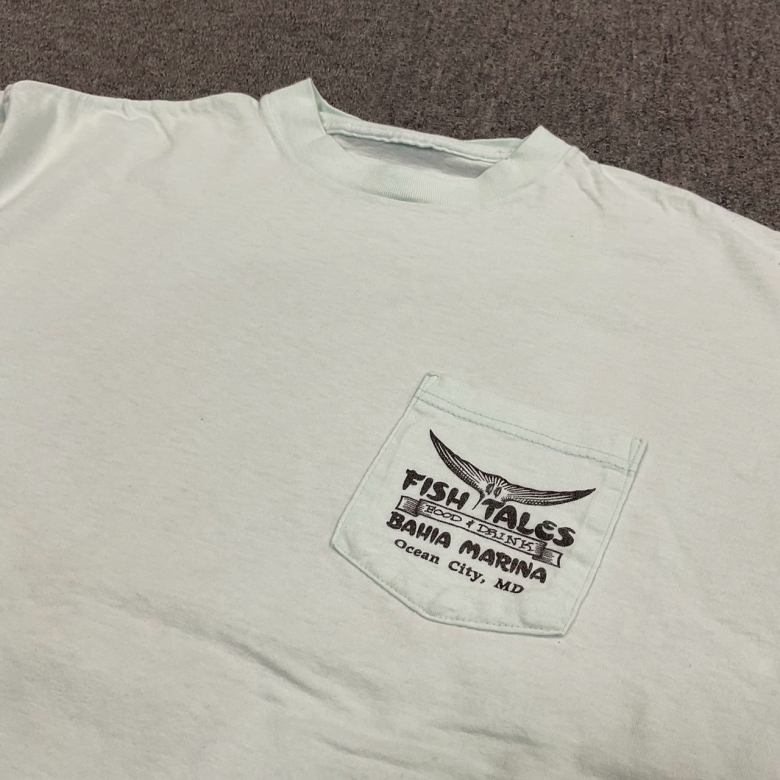 FISH TALES
FOOD & DRINK
BAHIA MARINA
Ocean City, MD